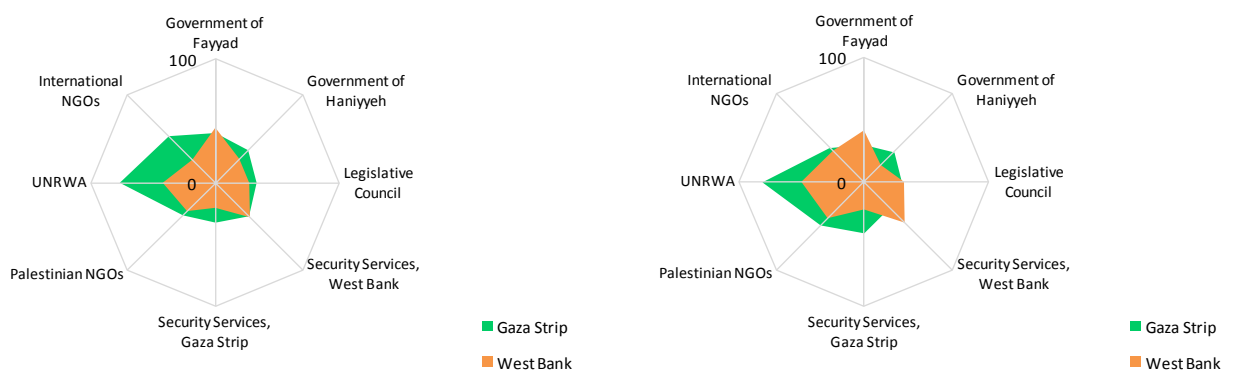 Government of
Fayyad
100
International
NGOs
Government of
Haniyyeh
UNRWA
0
Legislative
Council
Palestinian NGOs
Security Services,
West Bank
Security Services,
Gaza Strip
Gaza Strip
West Bank
Government of
Fayyad
100
International
NGOs
Government of
Haniyyeh
UNRWA
0
Legislative
Council
Palestinian NGOs
Security Services,
West Bank
Security Services,
Gaza Strip
Gaza Strip
West Bank